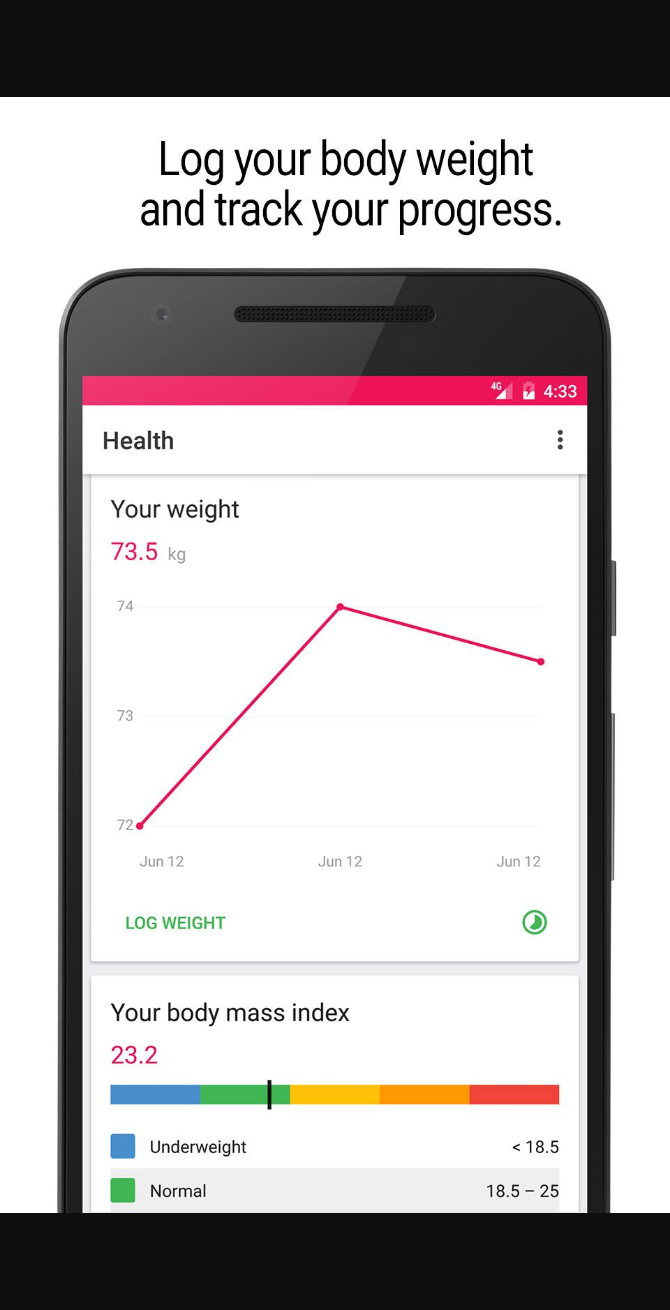 Log your body weight
and track your progress.
4G 4:33
Health
Your weight
73.5 kg
74
73
72
Jun 12 Jun 12 Jun 12
LOG WEIGHT
Your body mass index
23.2
Underweight < 18.5
Normal 18.5 – 25